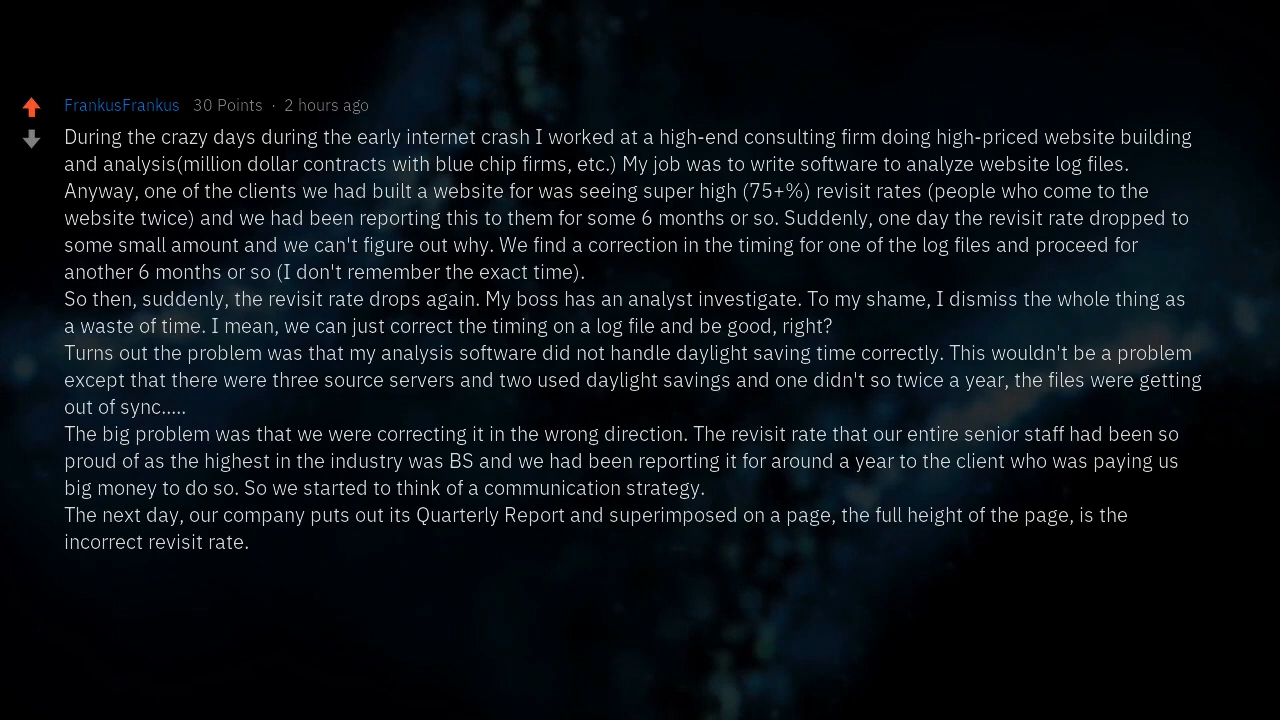 FrankusFrankus 30 Points · 2 hours ago
During the crazy days during the early internet crash I worked at a high-end consulting firm doing high-priced website building
and analysis(million dollar contracts with blue chip firms, etc.) My job was to write software to analyze website log files.
Anyway, one of the clients we had built a website for was seeing super high (75+%) revisit rates (people who come to the
website twice) and we had been reporting this to them for some 6 months or so. Suddenly, one day the revisit rate dropped to
some small amount and we can't figure out why. We find a correction in the timing for one of the log files and proceed for
another 6 months or so (I don't remember the exact time).
So then, suddenly, the revisit rate drops again. My boss has an analyst investigate. To my shame, I dismiss the whole thing as
a waste of time. I mean, we can just correct the timing on a log file and be good, right?
Turns out the problem was that my analysis software did not handle daylight saving time correctly. This wouldn't be a problem
except that there were three source servers and two used daylight savings and one didn't so twice a year, the files were getting
out of sync.....
The big problem was that we were correcting it in the wrong direction. The revisit rate that our entire senior staff had been so
proud of as the highest in the industry was BS and we had been reporting it for around a year to the client who was paying us
big money to do so. So we started to think of a communication strategy.
The next day, our company puts out its Quarterly Report and superimposed on a page, the full height of the page, is the
incorrect revisit rate.